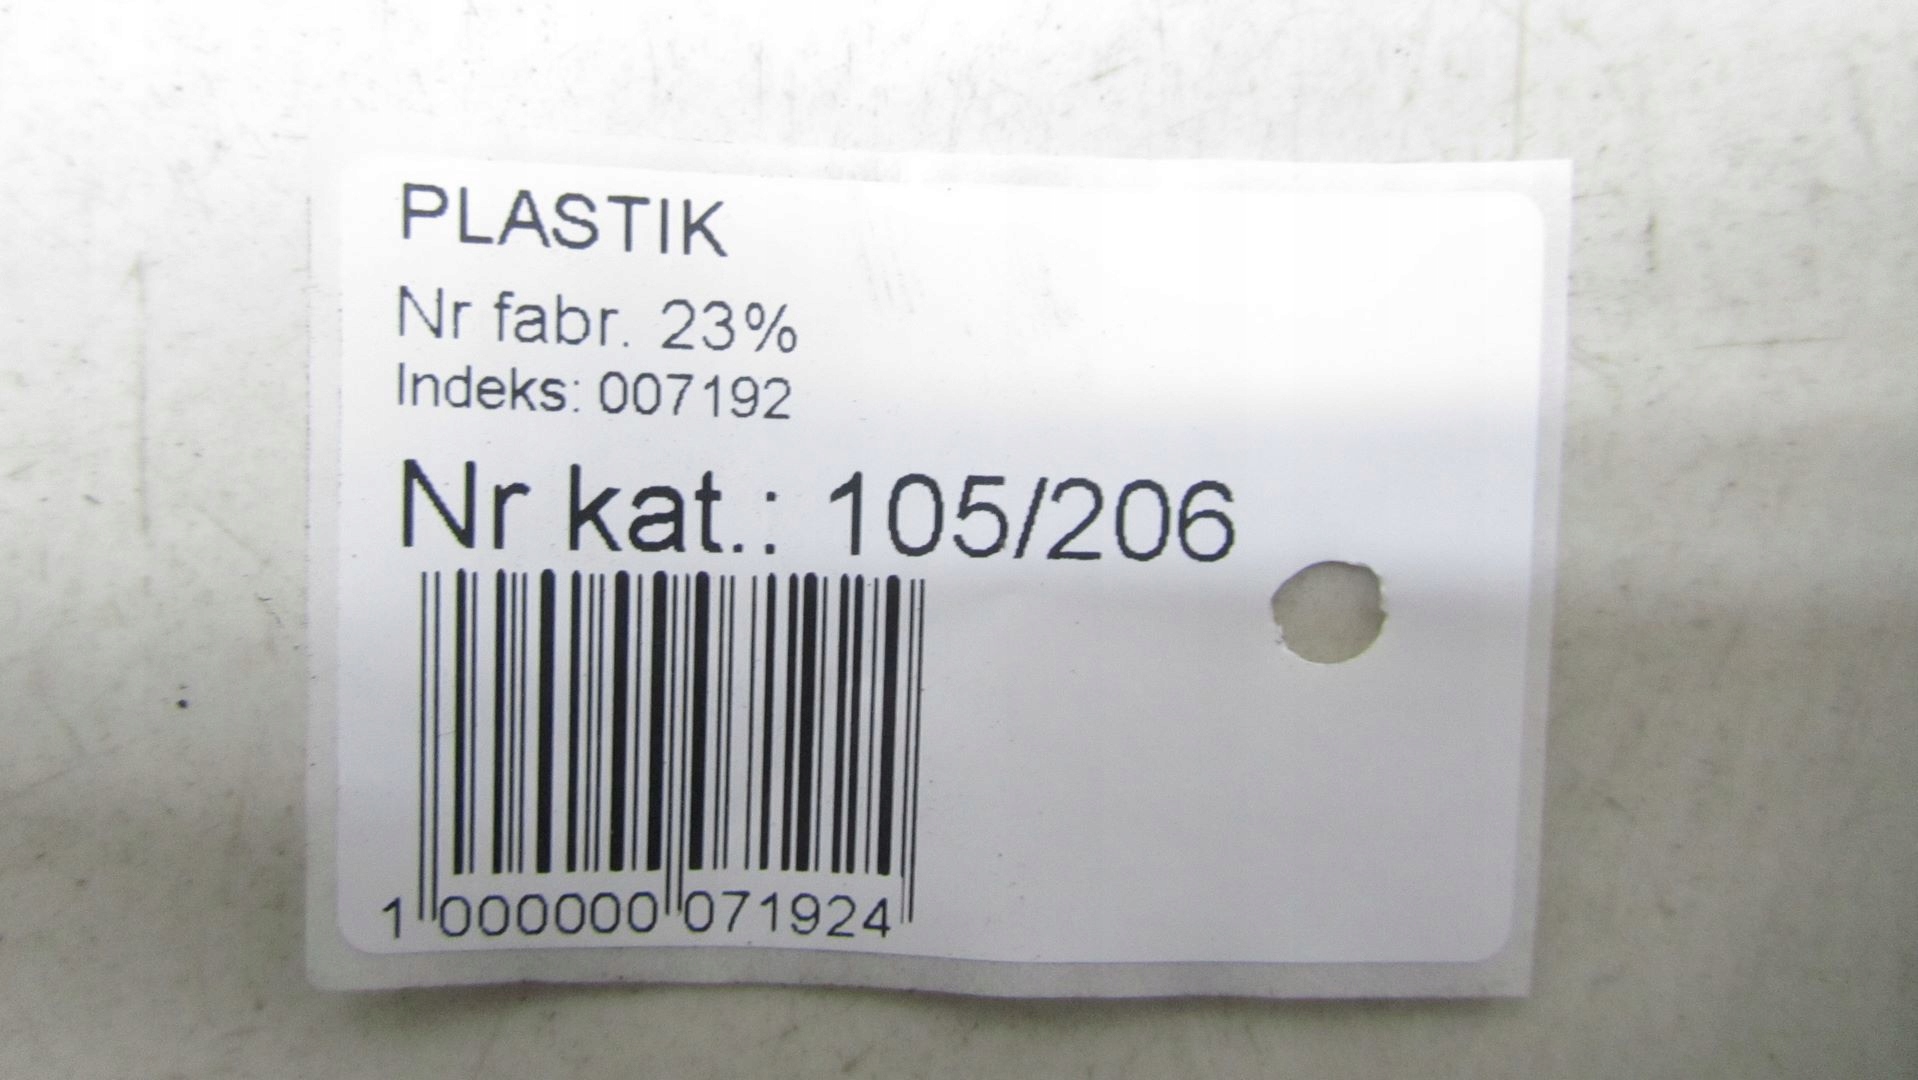 PLASTIK
Nr fabr. 23%
Indeks: 007192
Nr kat.: 105/206
1 000000 071924